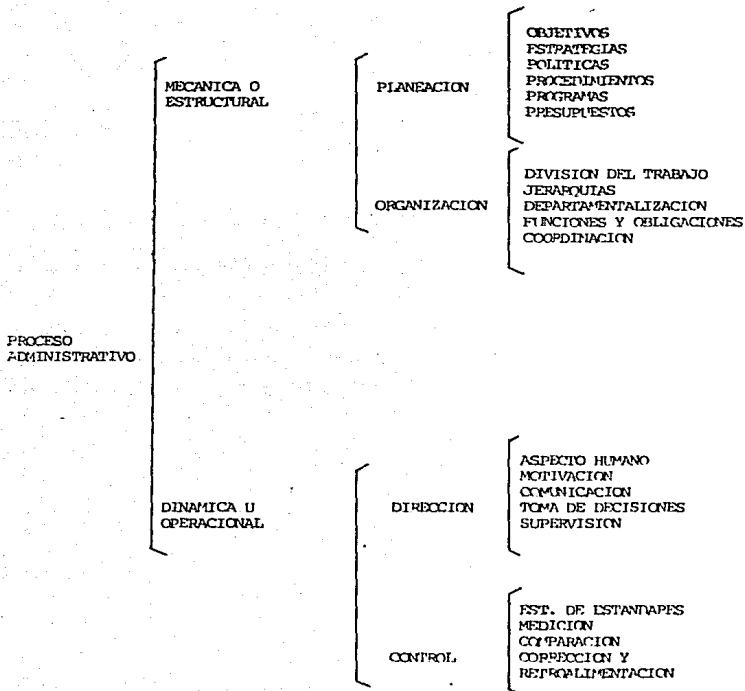 PROCESO
ADMINISTRATIVO
MECANICA O
ESTRUCTURAL
PLANEACION
OBJETIVOS
ESTRATEGIAS
POLITICAS
PROCEDIMIENTOS
PROGRAMAS
PRESUPUESTOS
ORGANIZACION
DIVISION DEL TRABAJO
JERARQUIAS
DEPARTAMENTALIZACION
FUNCIONES Y OBLIGACIONES
COORDINACION
DINAMICA U
OPERACIONAL
DIRECCION
ASPECTO HUMANO
MOTIVACION
COMUNICACION
TOMA DE DECISIONES
SUPERVISION
CONTROL
EST. DE ESTANDARES
MEDICION
COMPARACION
CORRECCION Y
RETROALIMENTACION